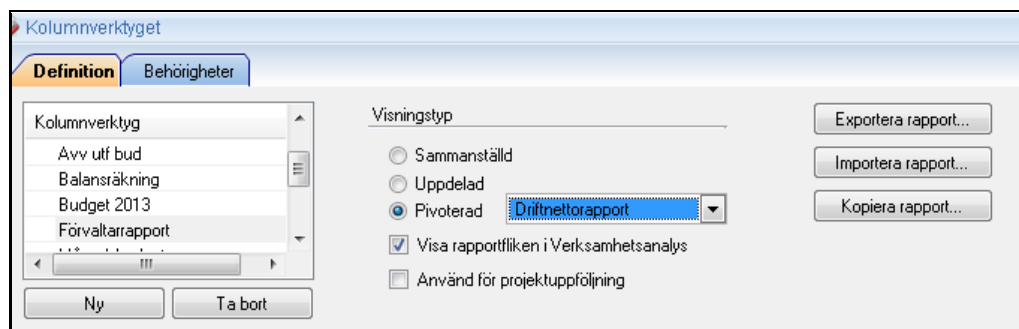 Kolumnverktyget
Definition
Behörigheter
Kolumnverktyg
Avv utf bud
Balansräkning
Budget 2013
Förvaltarrapport
Ny
Ta bort
Visningstyp
Sammanställd
Uppdelad
Pivoterad
Driftnettorapport
Visa rapportfliken i Verksamhetsanalys
Använd för projektuppföljning
Exportera rapport...
Importera rapport...
Kopiera rapport...